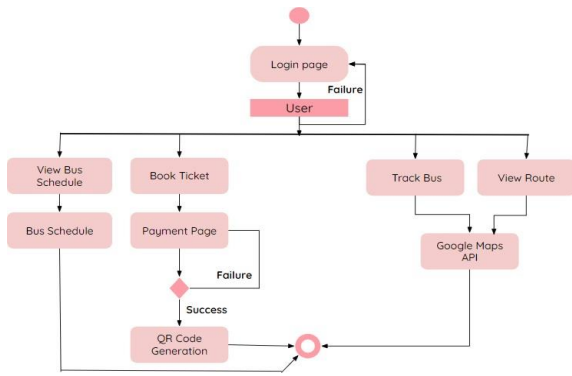 Login page
Failure
User
View Bus
Schedule
Book Ticket
Track Bus
View Route
Bus Schedule
Payment Page
Google Maps
API
Failure
Success
QR Code
Generation